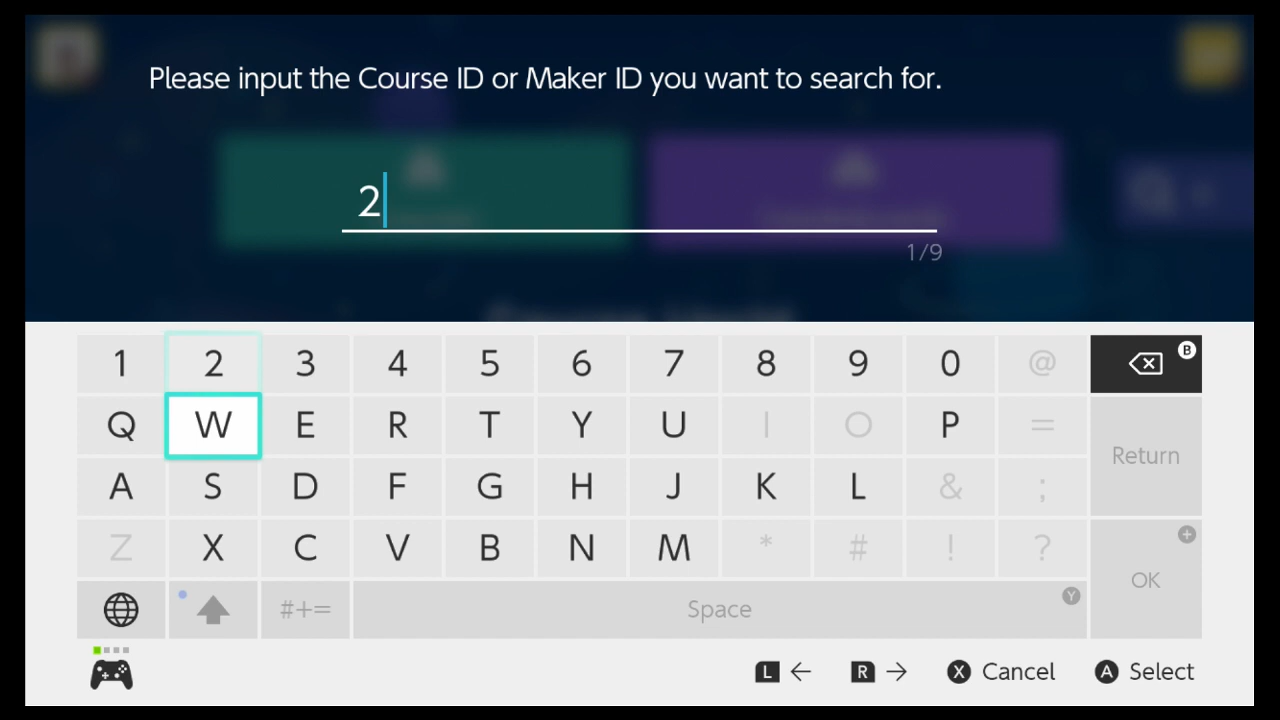 Please input the Course ID or Maker ID you want to search for.
2
1/9
1 2 3 4 5 6 7 8 9 0 @ B
Q W E R T Y U I O P =
Return
A S D F G H J K L & ;
Z X C V B N M * # ! ? +
OK
#+= Space Y
L ← R → X Cancel A Select